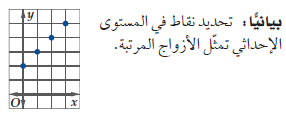 بيانيًّا: تحديد نقاط في المستوى
الإحداثي تمثّل الأزواج المرتبة.
y
O
x